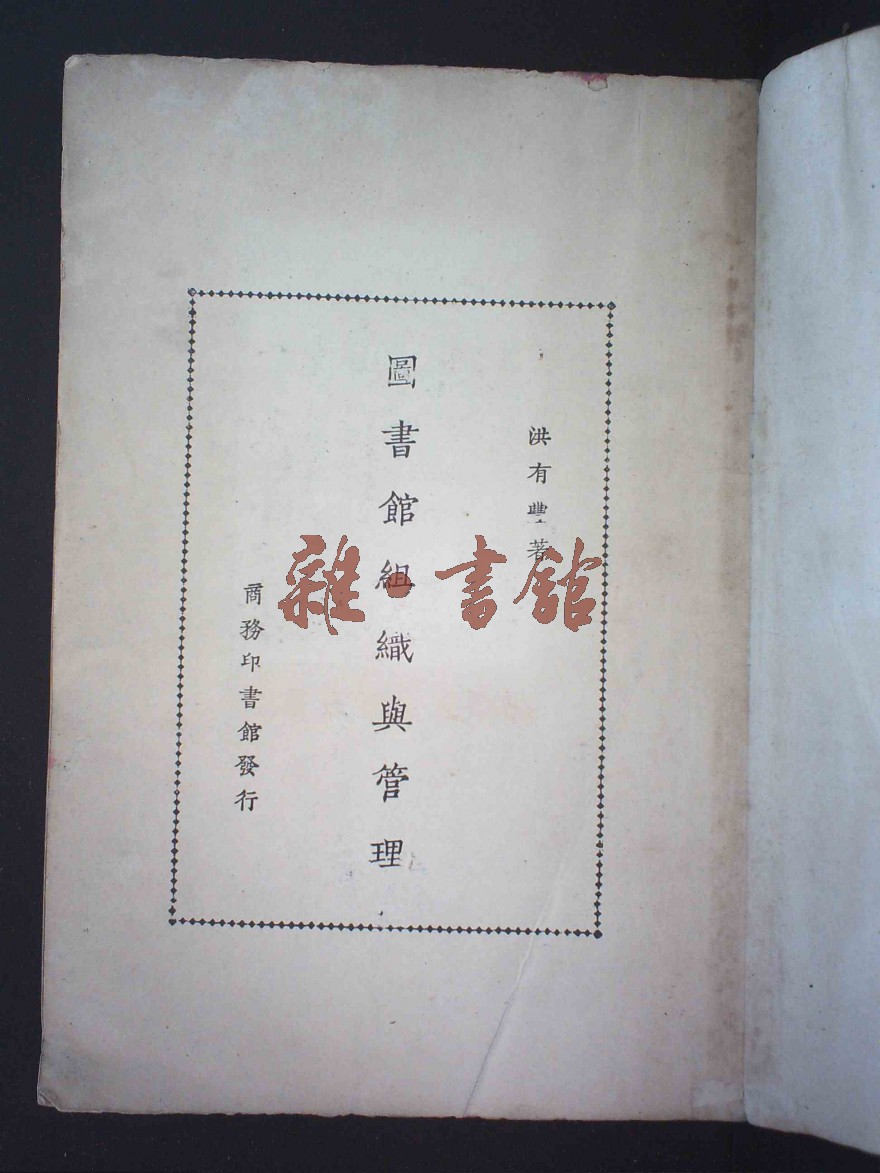 洪有豐著
圖書館組織與管理
商務印書館發行
雜·書館